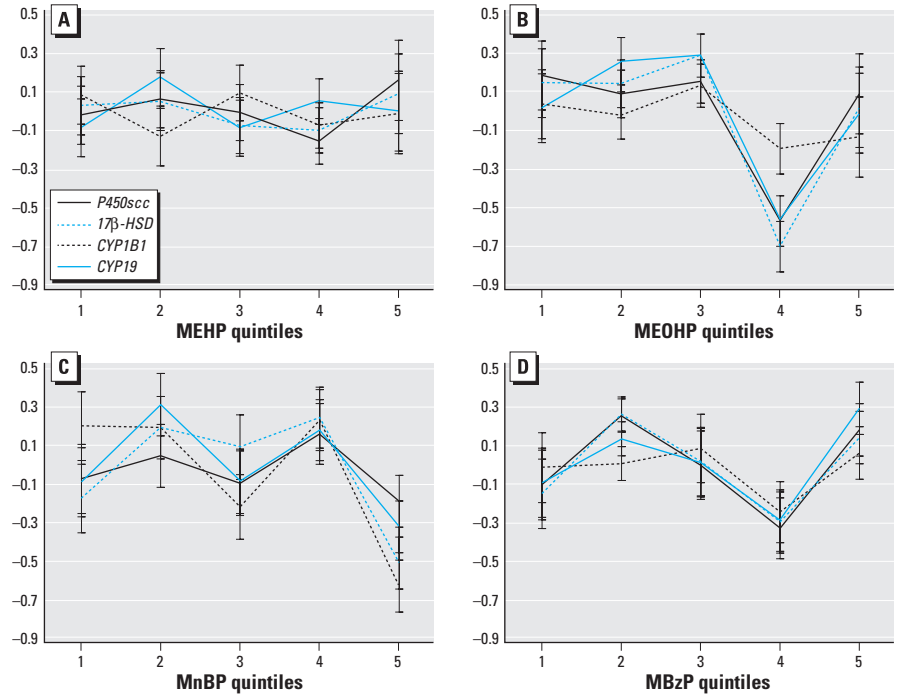 A
0.5
0.3
0.1
−0.1
−0.3
−0.5
−0.7
−0.9
P450scc
17β-HSD
CYP1B1
CYP19
1 2 3 4 5
MEHP quintiles
B
0.5
0.3
0.1
−0.1
−0.3
−0.5
−0.7
−0.9
1 2 3 4 5
MEOHP quintiles
C
0.5
0.3
0.1
−0.1
−0.3
−0.5
−0.7
−0.9
1 2 3 4 5
MnBP quintiles
D
0.5
0.3
0.1
−0.1
−0.3
−0.5
−0.7
−0.9
1 2 3 4 5
MBzP quintiles